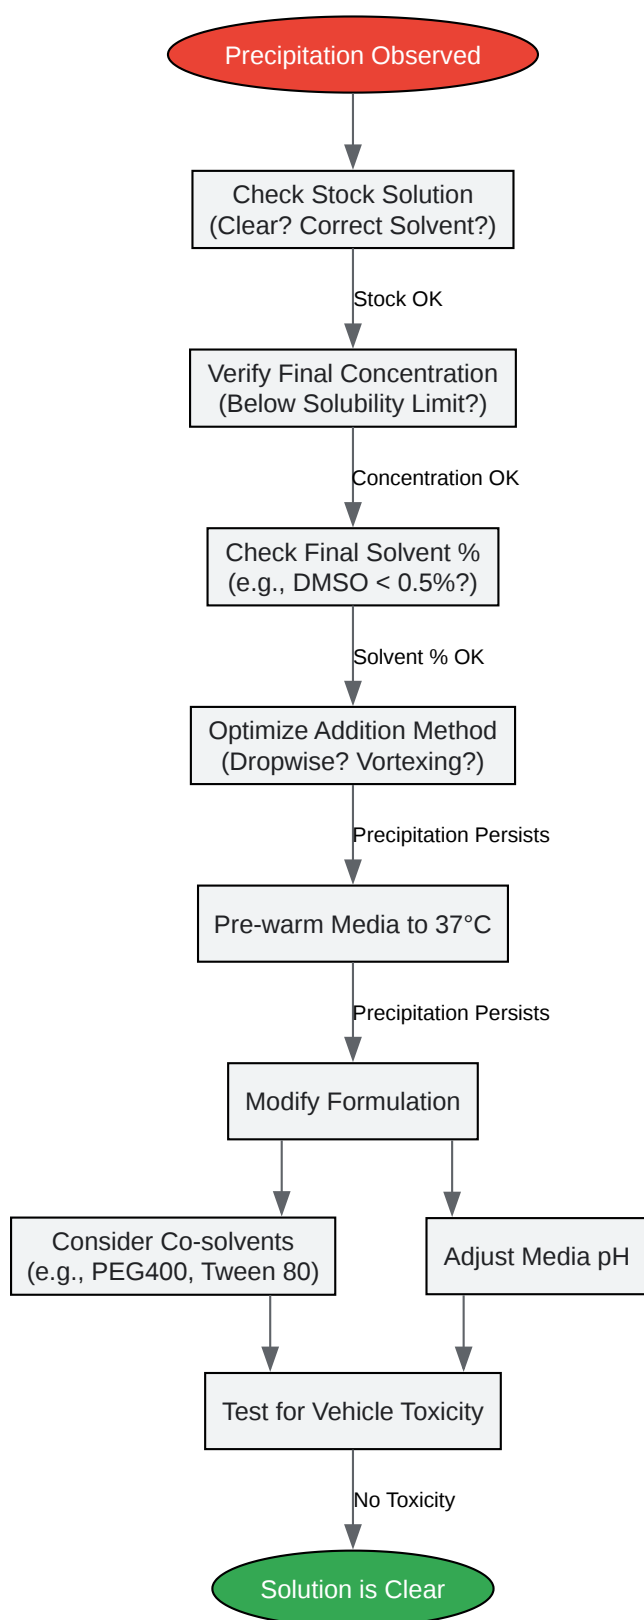 Precipitation Observed
Check Stock Solution
(Clear? Correct Solvent?)
Stock OK
Verify Final Concentration
(Below Solubility Limit?)
Concentration OK
Check Final Solvent %
(e.g., DMSO < 0.5%?)
Solvent % OK
Optimize Addition Method
(Dropwise? Vortexing?)
Precipitation Persists
Pre-warm Media to 37°C
Precipitation Persists
Modify Formulation
Consider Co-solvents
(e.g., PEG400, Tween 80)
Adjust Media pH
Test for Vehicle Toxicity
No Toxicity
Solution is Clear